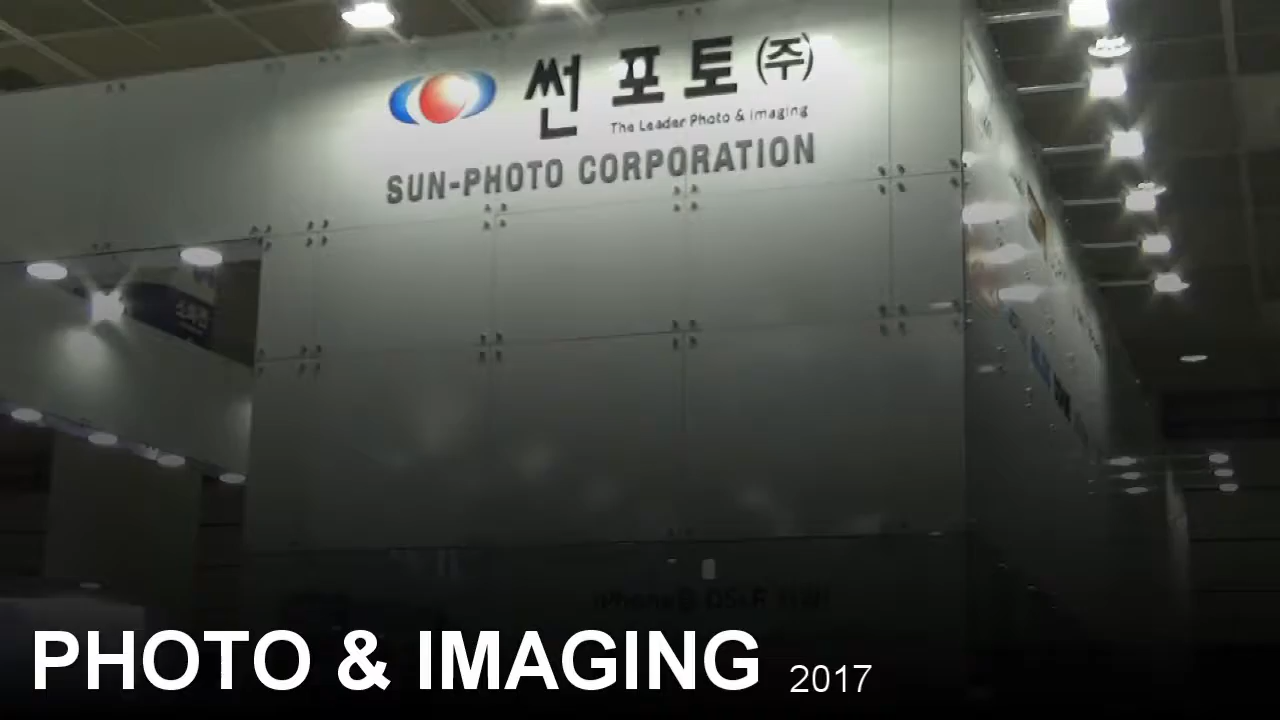 썬포토(주)
The Leader Photo & Imaging
SUN-PHOTO CORPORATION
PHOTO & IMAGING 2017